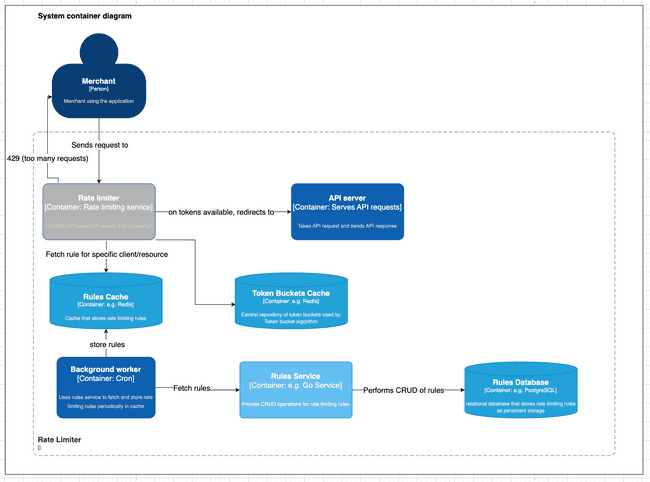 System container diagram
Merchant
[Person]
Merchant using the application
Sends request to
429 (too many requests)
Rate limiter
[Container: Rate limiting service]
on tokens available, redirects to
API server
[Container: Serves API requests]
Takes API request and sends API response
Fetch rule for specific client/resource
Rules Cache
[Container: e.g. Redis]
Cache that stores rate limiting rules
Token Buckets Cache
[Container: e.g. Redis]
Central repository of token buckets used by
Token bucket algorithm
store rules
Background worker
[Container: Cron]
Uses rules service to fetch and store rate
limiting rules periodically in cache
Fetch rules
Rules Service
[Container: e.g. Go Service]
Provide CRUD operations for rate limiting rules
Performs CRUD of rules
Rules Database
[Container: e.g. PostgreSQL]
relational database that stores rate limiting rules
as persistent storage
Rate Limiter
[]